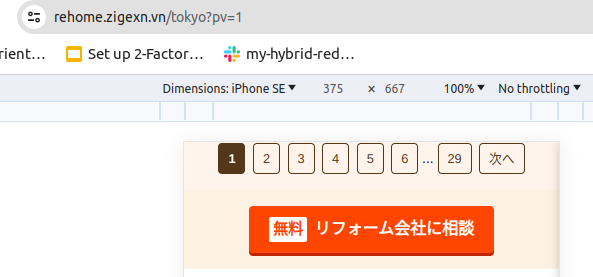 rehome.zigexn.vn/tokyo?pv=1
rient… Set up 2-Factor… my-hybrid-red…
Dimensions: iPhone SE 375 × 667 100% No throttling
1 2 3 4 5 6 ... 29 次へ
無料 リフォーム会社に相談